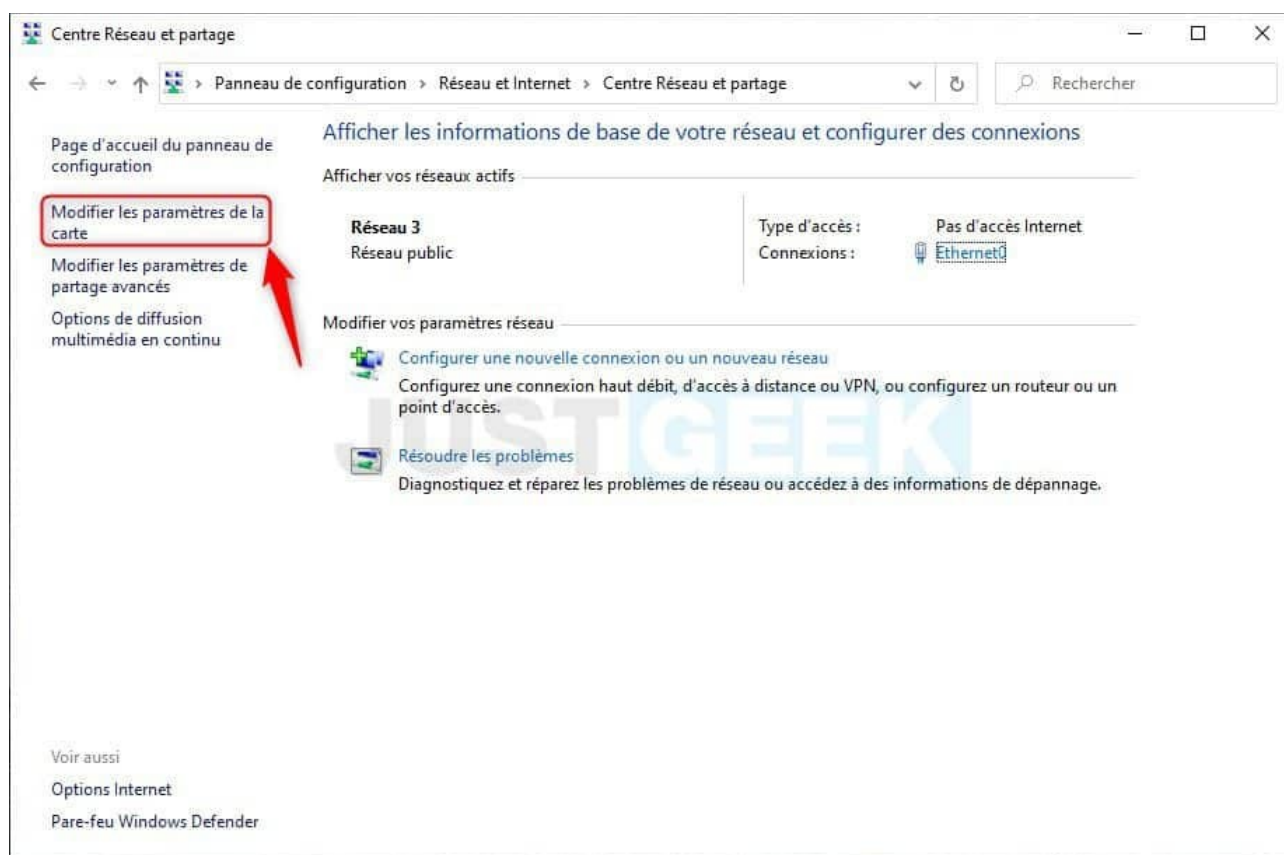 Centre Réseau et partage
Panneau de configuration > Réseau et Internet > Centre Réseau et partage
Rechercher
Page d'accueil du panneau de
configuration
Modifier les paramètres de la
carte
Modifier les paramètres de
partage avancés
Options de diffusion
multimédia en continu
Afficher les informations de base de votre réseau et configurer des connexions
Afficher vos réseaux actifs
Réseau 3
Réseau public
Type d'accès : Pas d'accès Internet
Connexions : Ethernet0
Modifier vos paramètres réseau
Configurer une nouvelle connexion ou un nouveau réseau
Configurez une connexion haut débit, d'accès à distance ou VPN, ou configurez un routeur ou un
point d'accès.
JUSTGEEK
Résoudre les problèmes
Diagnostiquez et réparez les problèmes de réseau ou accédez à des informations de dépannage.
Voir aussi
Options Internet
Pare-feu Windows Defender